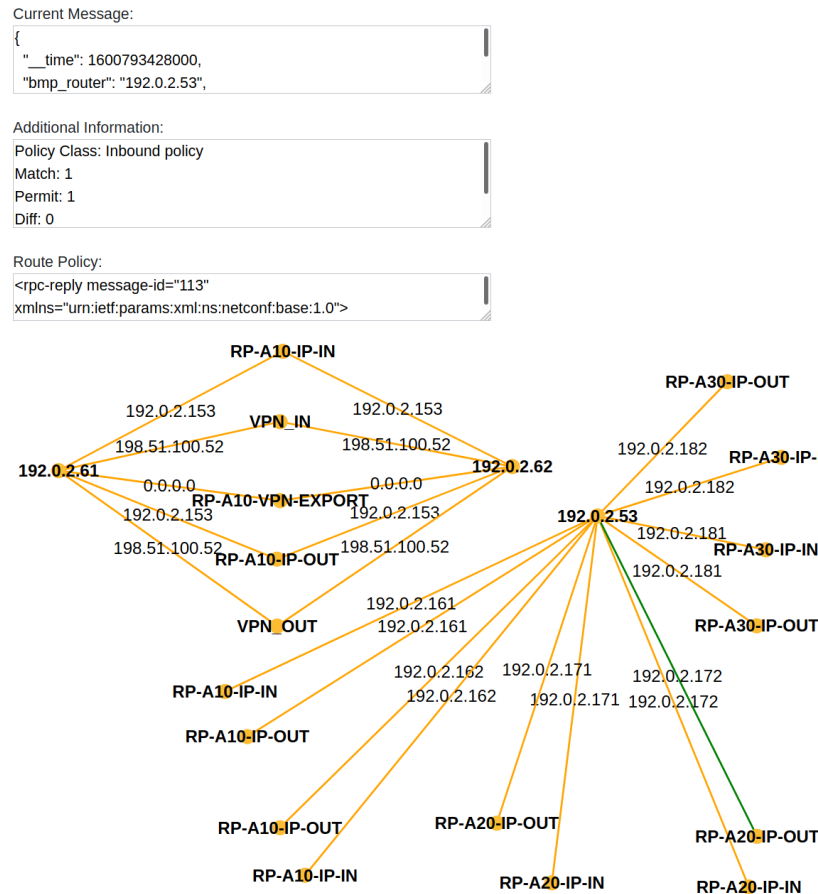 Current Message:
{
"__time": 1600793428000,
"bmp_router": "192.0.2.53",
Additional Information:
Policy Class: Inbound policy
Match: 1
Permit: 1
Diff: 0
Route Policy:
<rpc-reply message-id="113"
xmlns="urn:ietf:params:xml:ns:netconf:base:1.0">
RP-A10-IP-IN
RP-A30-IP-OUT
192.0.2.153
192.0.2.153
VPN_IN
198.51.100.52
198.51.100.52
192.0.2.182
RP-A30-IP-
192.0.2.61
192.0.2.62
0.0.0.0
0.0.0.0
192.0.2.182
RP-A10-VPN-EXPORT
192.0.2.153
192.0.2.153
192.0.2.53
192.0.2.181
198.51.100.52
198.51.100.52
RP-A30-IP-IN
RP-A10-IP-OUT
192.0.2.181
192.0.2.161
VPN_OUT
192.0.2.161
RP-A30-IP-OUT
192.0.2.162
192.0.2.171
192.0.2.172
RP-A10-IP-IN
192.0.2.162
192.0.2.171
192.0.2.172
RP-A10-IP-OUT
RP-A10-IP-OUT
RP-A20-IP-OUT
RP-A20-IP-OUT
RP-A10-IP-IN
RP-A20-IP-IN
RP-A20-IP-IN